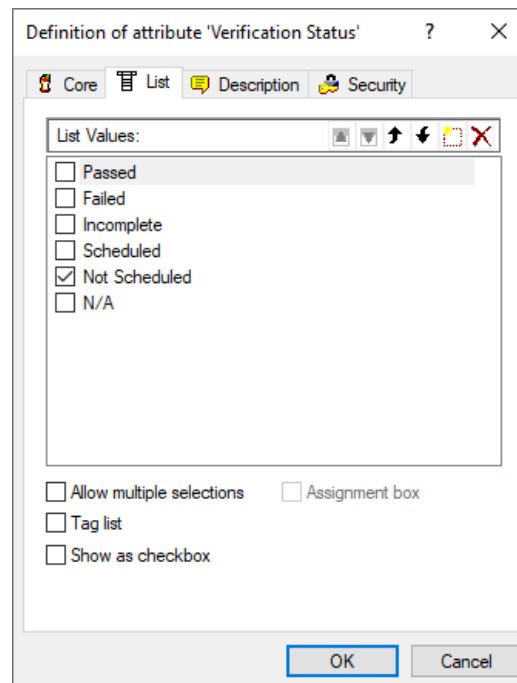 Definition of attribute 'Verification Status' ?
Core List Description Security
List Values:
Passed
Failed
Incomplete
Scheduled
Not Scheduled
N/A
Allow multiple selections Assignment box
Tag list
Show as checkbox
OK Cancel